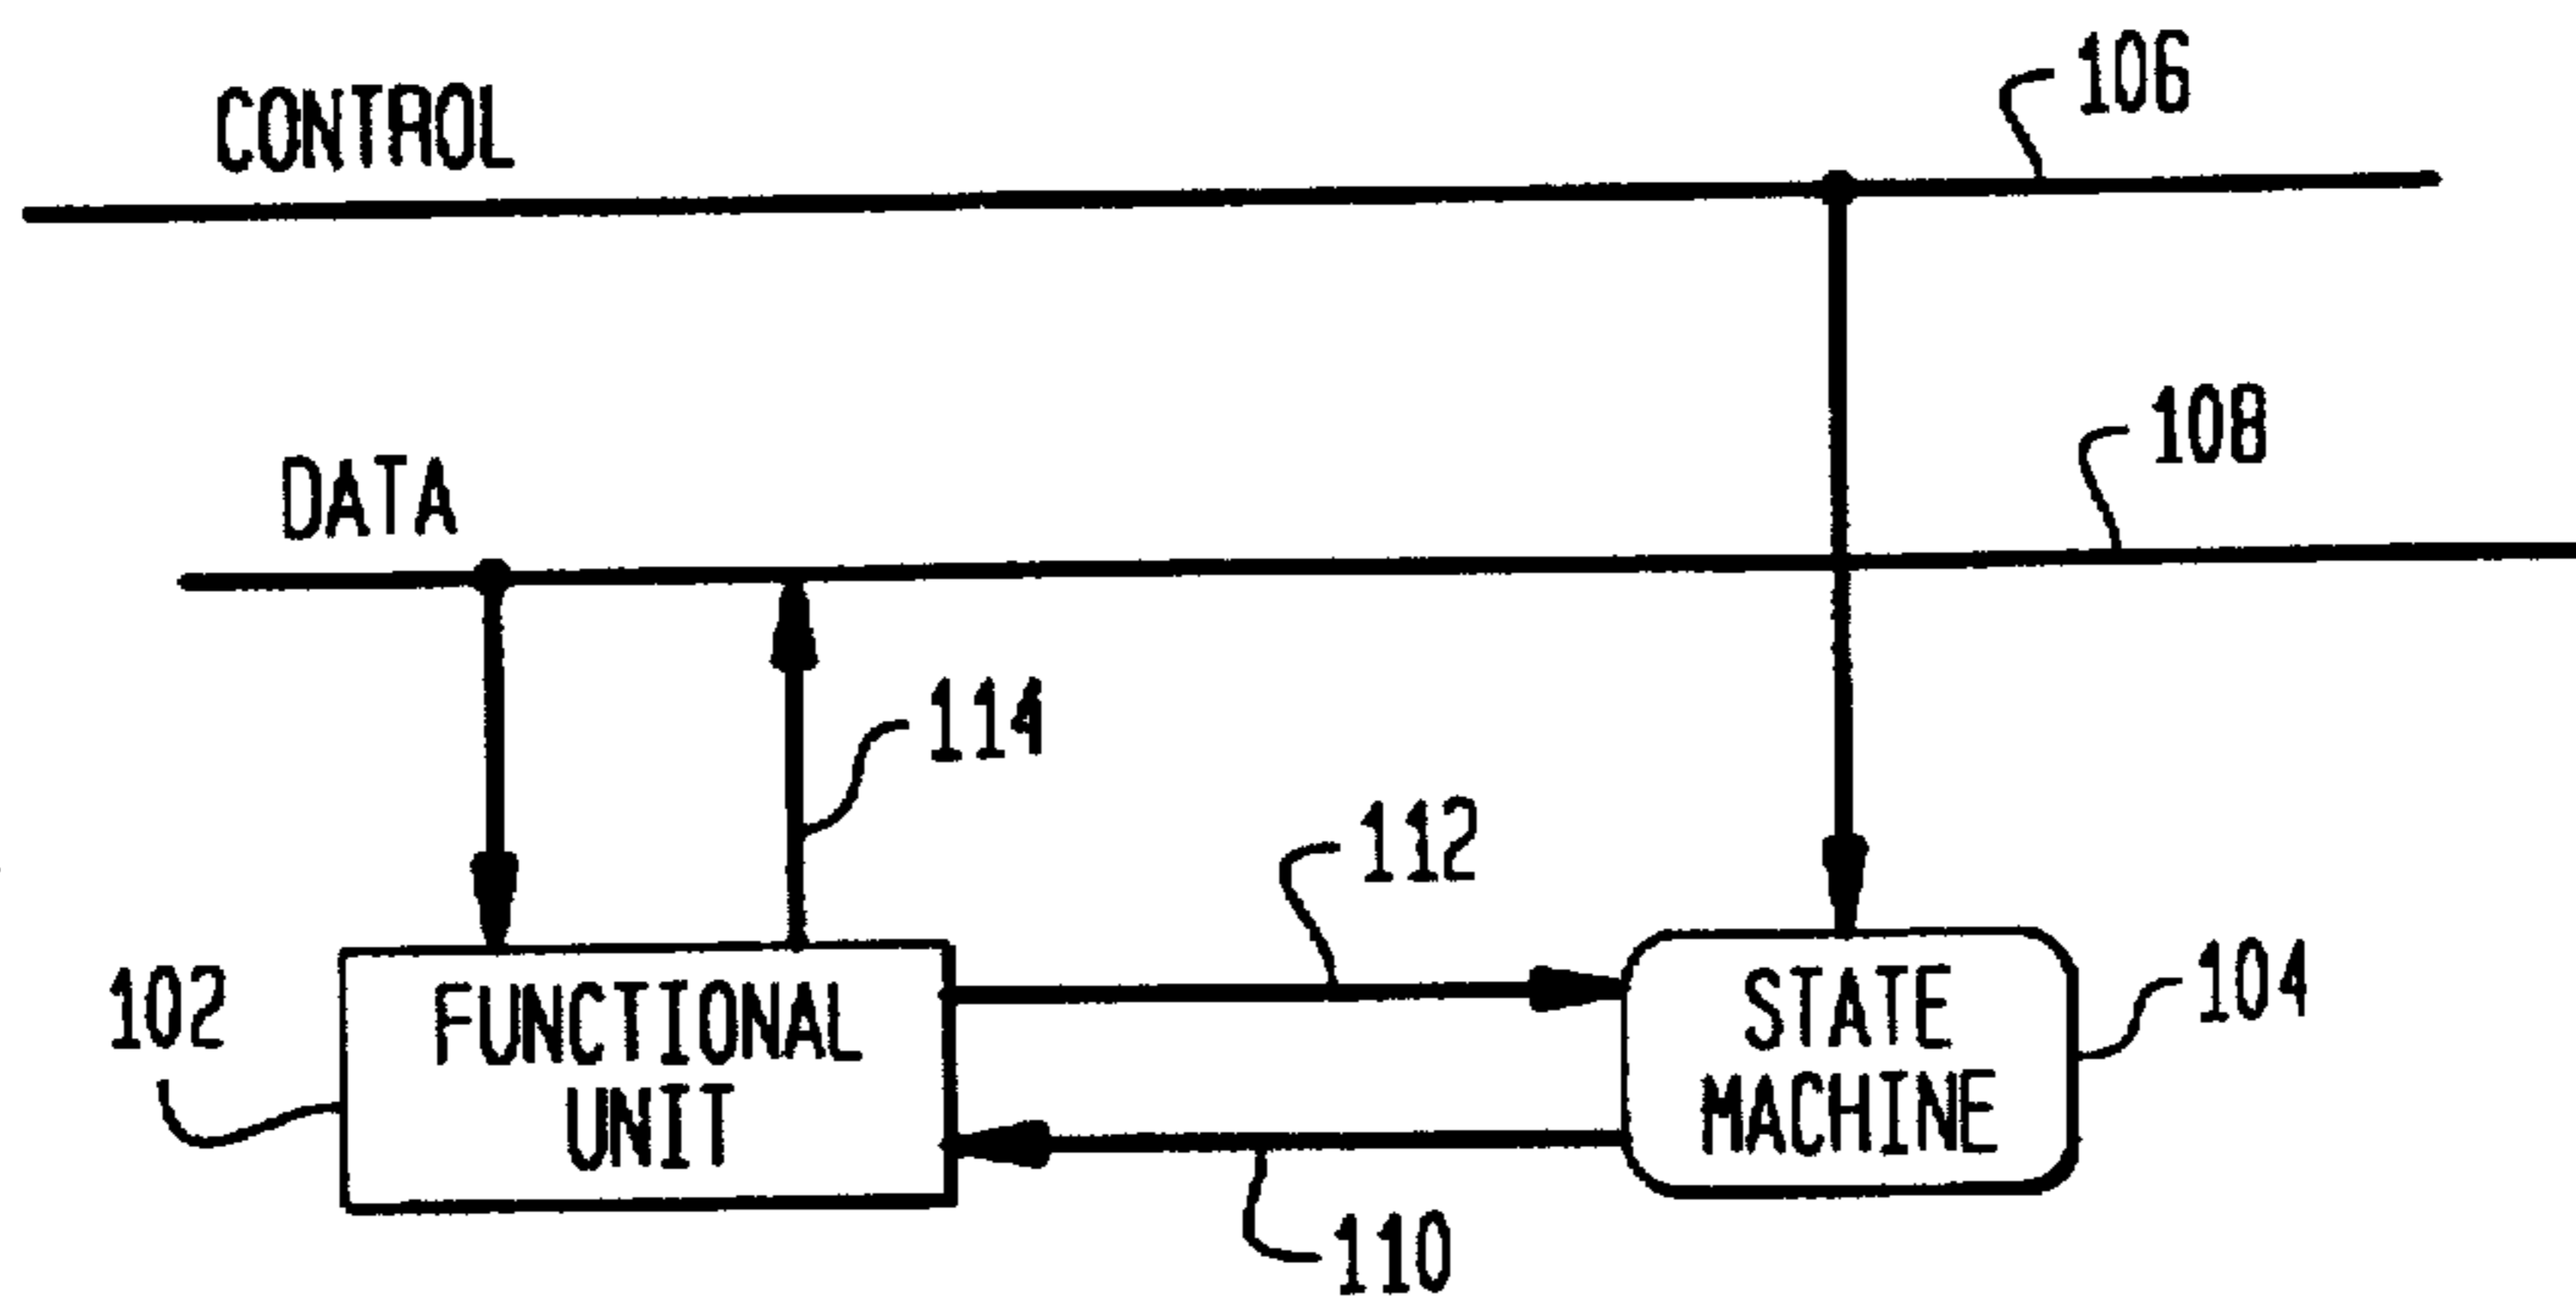 106
CONTROL
108
DATA
114
112
102
FUNCTIONAL
UNIT
STATE
MACHINE
104
110